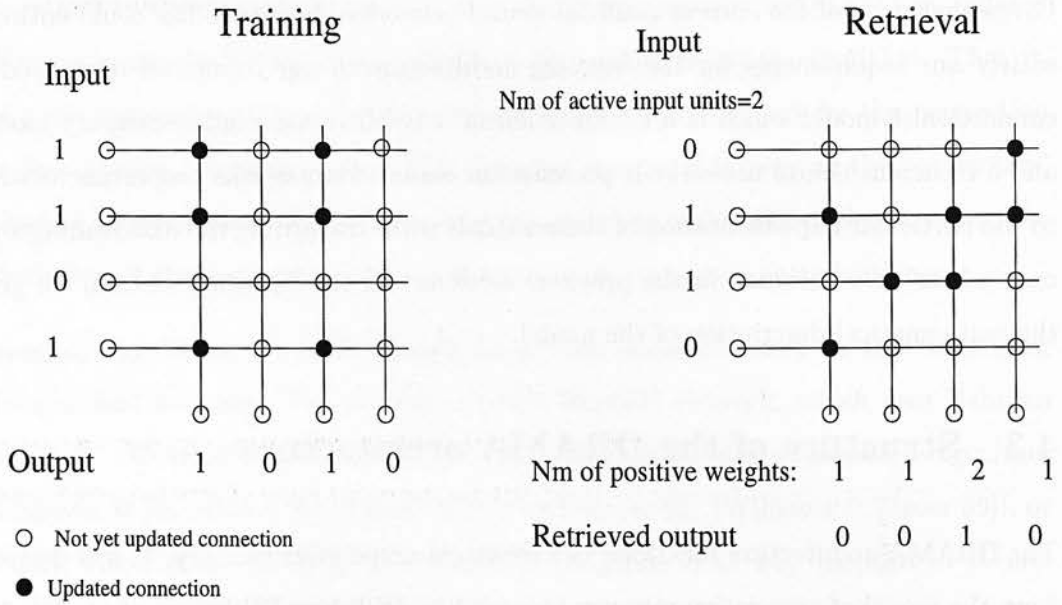 Training
Input
1
1
0
1
Output 1 0 1 0
Not yet updated connection
Updated connection
Retrieval
Input
Nm of active input units=2
0
1
1
0
Nm of positive weights: 1 1 2 1
Retrieved output 0 0 1 0